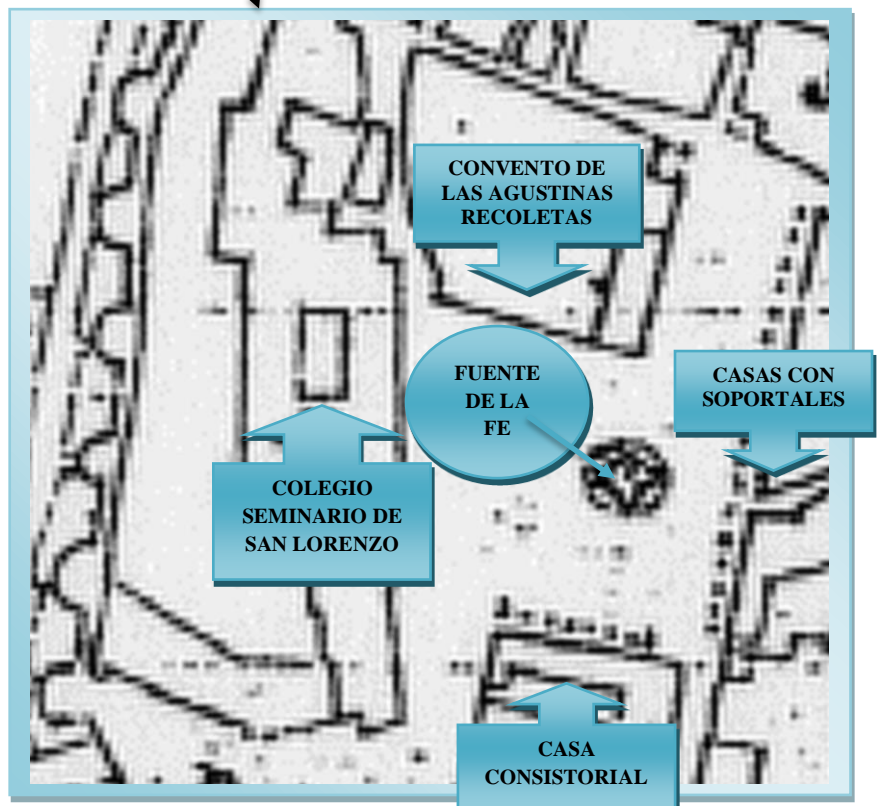 CONVENTO DE
LAS AGUSTINAS
RECOLETAS
FUENTE
DE LA
FE
CASAS CON
SOPORTALES
COLEGIO
SEMINARIO DE
SAN LORENZO
CASA
CONSISTORIAL